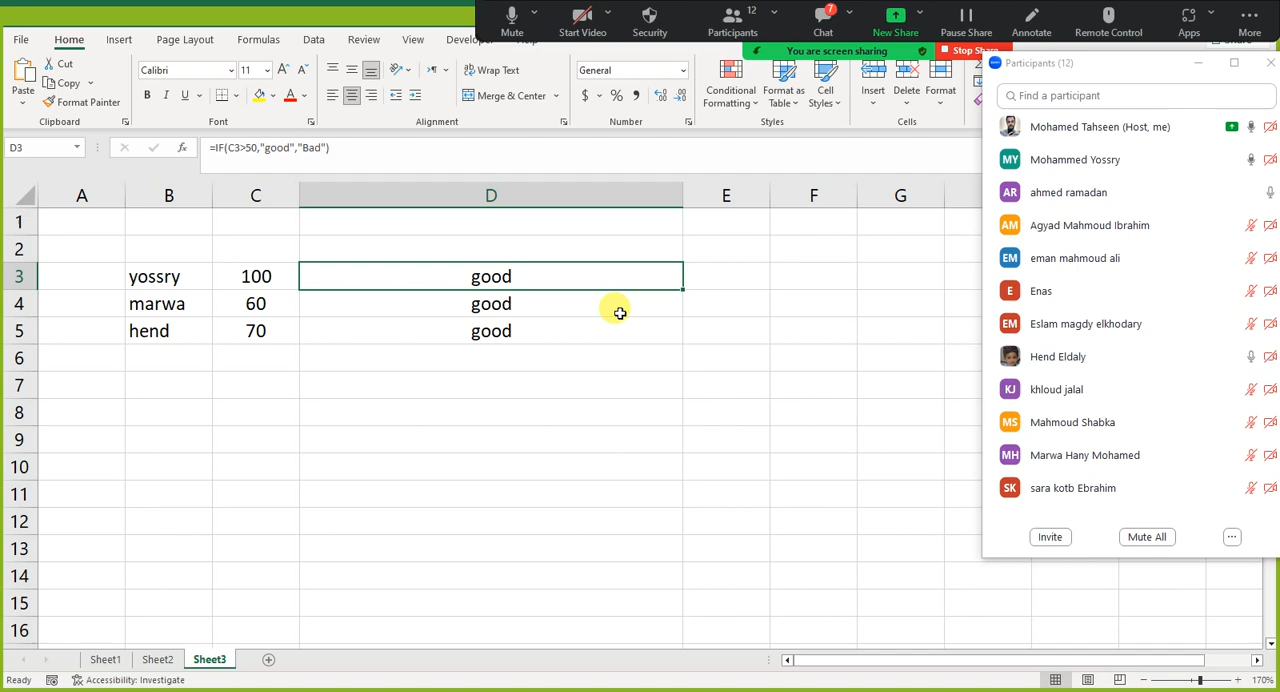 12
7
Mute
Start Video
Security
Participants
Chat
New Share
Pause Share
Annotate
Remote Control
Apps
More
You are screen sharing
Stop Share
File
Home
Insert
Page Layout
Formulas
Data
Review
View
Paste
Cut
Copy
Format Painter
Clipboard
Calibri
11
B I U
Font
Wrap Text
Merge & Center
Alignment
General
$ % 9
Number
Conditional Formatting
Format as Table
Cell Styles
Styles
Insert
Delete
Format
Cells
D3
fx
=IF(C3>50,"good","Bad")
A B C D E F G
1
2
3 yossry 100 good
4 marwa 60 good
5 hend 70 good
6
7
8
9
10
11
12
13
14
15
16
Participants (12)
Find a participant
Mohamed Tahseen (Host, me)
MY Mohammed Yossry
AR ahmed ramadan
AM Agyad Mahmoud Ibrahim
EM eman mahmoud ali
E Enas
EM Eslam magdy elkhodary
Hend Eldaly
KJ khloud jalal
MS Mahmoud Shabka
MH Marwa Hany Mohamed
SK sara kotb Ebrahim
Invite
Mute All
Sheet1
Sheet2
Sheet3
Ready
Accessibility: Investigate
170%